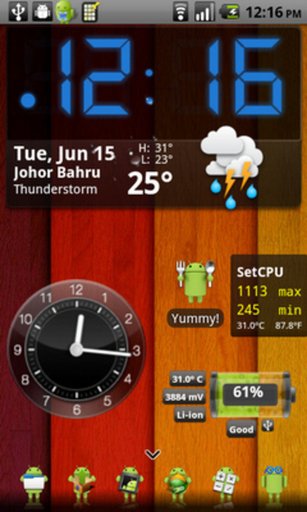 12:16 PM
12:16
Tue, Jun 15
H: 31°
L: 23°
Johor Bahru
Thunderstorm
25°
12
1
2
3
4
5
6
7
8
9
10
11
Yummy!
SetCPU
1113 max
245 min
31.0°C 87.8°F
31.0° C
3884 mV
Li-ion
61%
Good